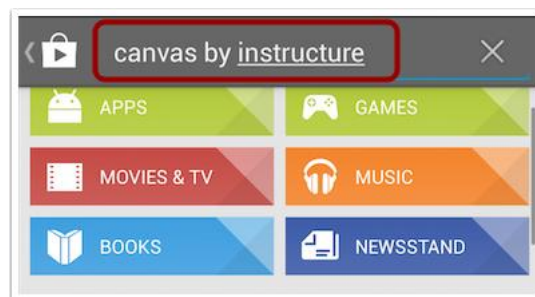 canvas by instructure
APPS
GAMES
MOVIES & TV
MUSIC
BOOKS
NEWSSTAND